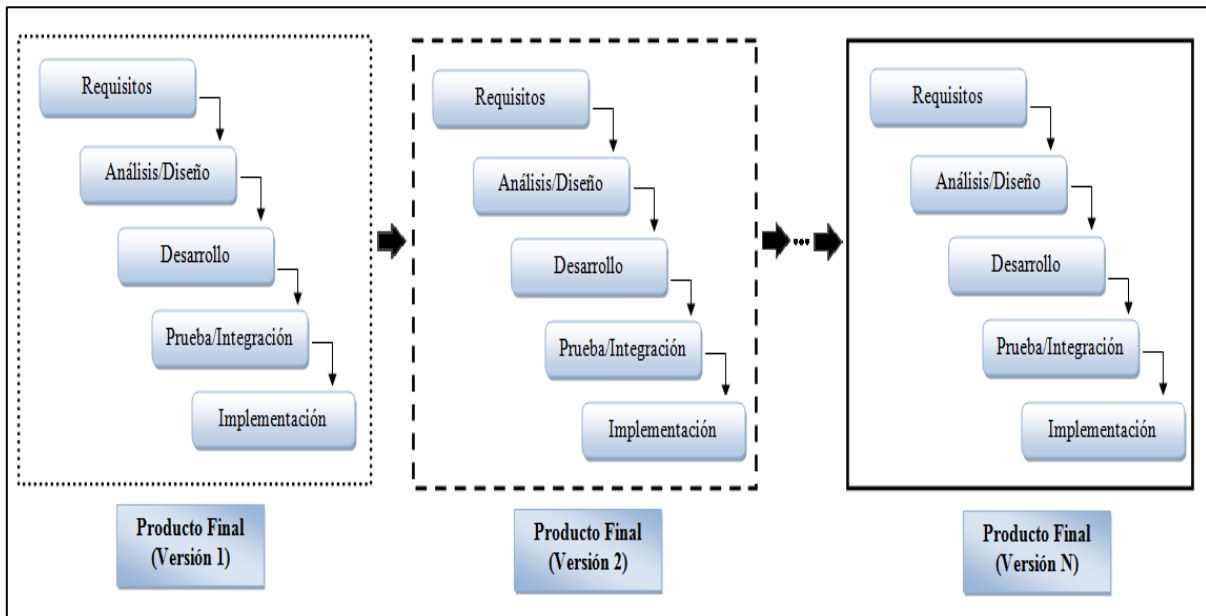 Requisitos
Análisis/Diseño
Desarrollo
Prueba/Integración
Implementación
Producto Final
(Versión 1)
Requisitos
Análisis/Diseño
Desarrollo
Prueba/Integración
Implementación
Producto Final
(Versión 2)
Requisitos
Análisis/Diseño
Desarrollo
Prueba/Integración
Implementación
Producto Final
(Versión N)